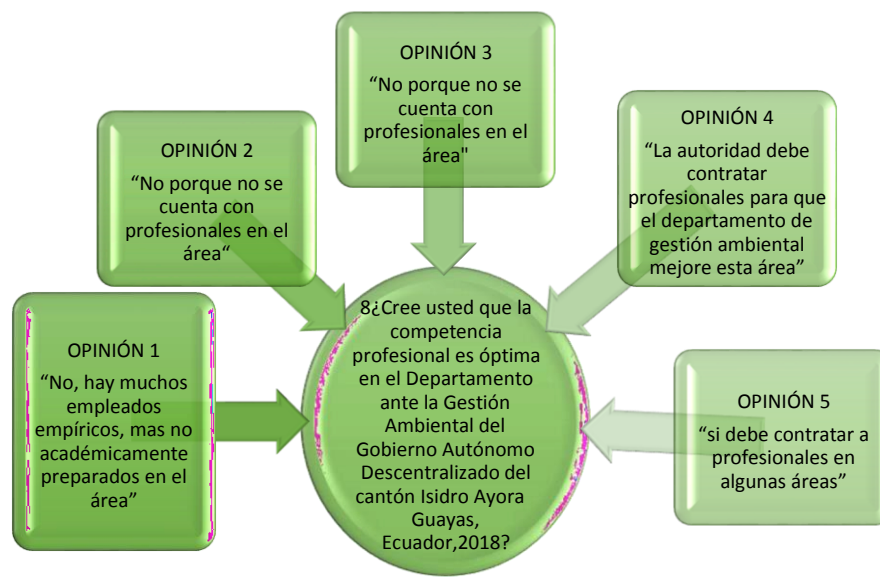 OPINIÓN 1
“No, hay muchos
empleados
empíricos, mas no
académicamente
preparados en el
área”
OPINIÓN 2
“No porque no se
cuenta con
profesionales en el
área“
OPINIÓN 3
“No porque no se
cuenta con
profesionales en el
área"
OPINIÓN 4
“La autoridad debe
contratar
profesionales para que
el departamento de
gestión ambiental
mejore esta área”
OPINIÓN 5
“si debe contratar a
profesionales en
algunas áreas”
8¿Cree usted que la
competencia
profesional es óptima
en el Departamento
ante la Gestión
Ambiental del
Gobierno Autónomo
Descentralizado del
cantón Isidro Ayora
Guayas,
Ecuador,2018?